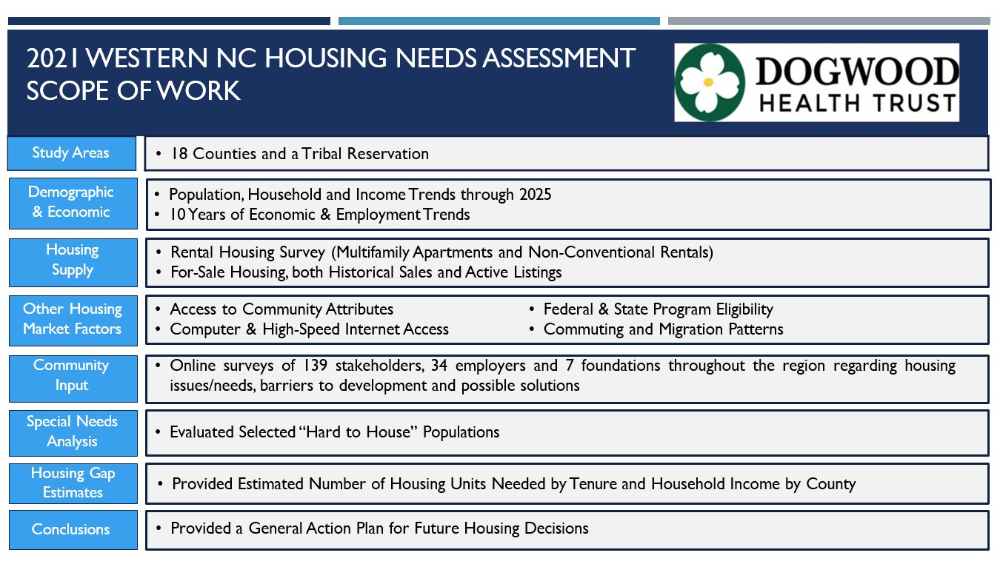 2021 WESTERN NC HOUSING NEEDS ASSESSMENT
SCOPE OF WORK
DOGWOOD
HEALTH TRUST
Study Areas
• 18 Counties and a Tribal Reservation
Demographic
& Economic
• Population, Household and Income Trends through 2025
• 10 Years of Economic & Employment Trends
Housing
Supply
• Rental Housing Survey (Multifamily Apartments and Non-Conventional Rentals)
• For-Sale Housing, both Historical Sales and Active Listings
Other Housing
Market Factors
• Access to Community Attributes
• Computer & High-Speed Internet Access
• Federal & State Program Eligibility
• Commuting and Migration Patterns
Community
Input
• Online surveys of 139 stakeholders, 34 employers and 7 foundations throughout the region regarding housing
issues/needs, barriers to development and possible solutions
Special Needs
Analysis
• Evaluated Selected “Hard to House” Populations
Housing Gap
Estimates
• Provided Estimated Number of Housing Units Needed by Tenure and Household Income by County
Conclusions
• Provided a General Action Plan for Future Housing Decisions